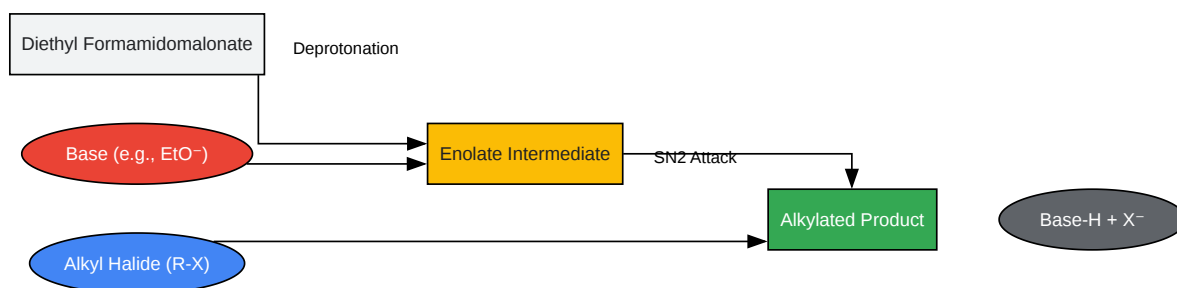 Diethyl Formamidomalonate
Deprotonation
Base (e.g., EtO⁻)
Enolate Intermediate
SN2 Attack
Alkylated Product
Base-H + X⁻
Alkyl Halide (R-X)